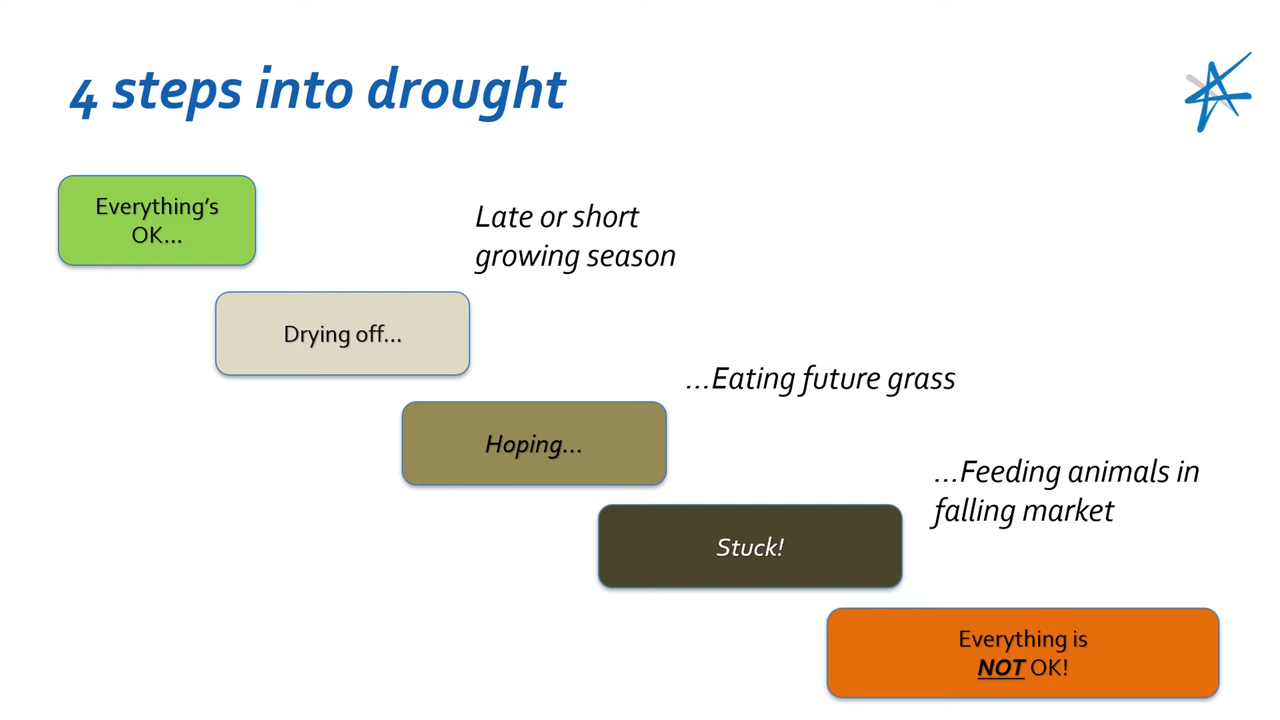 4 steps into drought
Everything’s
OK…
Late or short
growing season
Drying off…
…Eating future grass
Hoping…
…Feeding animals in
falling market
Stuck!
Everything is
NOT OK!